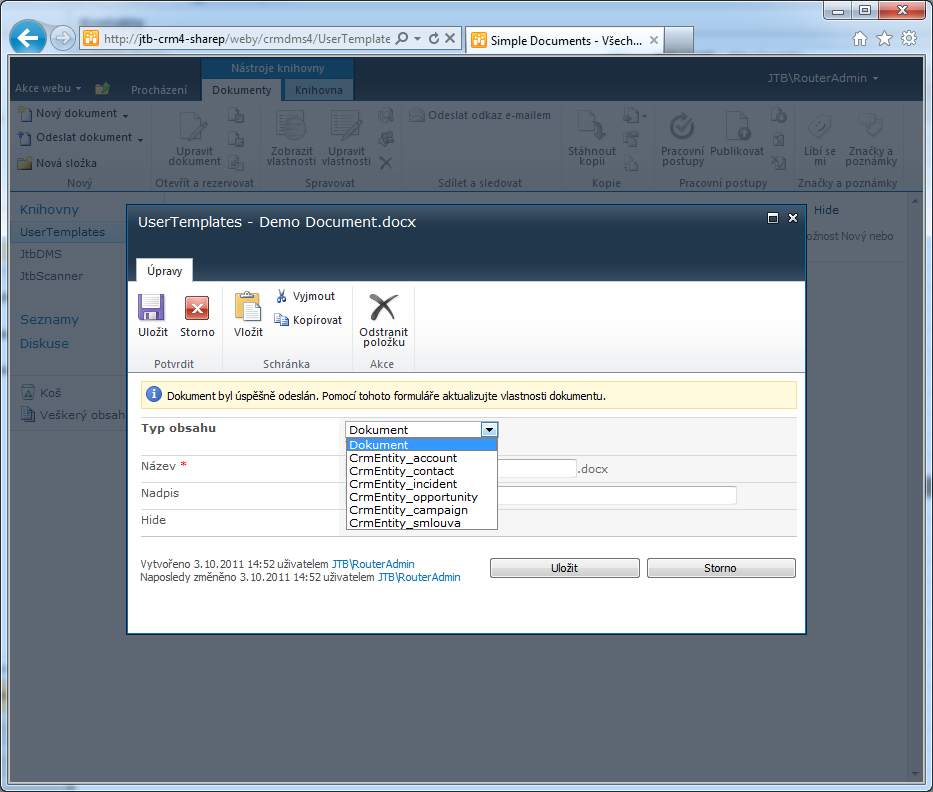 http://jtb-crm4-sharep/weby/crmdms4/UserTemplate
Simple Documents - Všech...
Nástroje knihovny
JTB\RouterAdmin
Akce webu
Procházení
Dokumenty
Knihovna
Nový dokument
Odeslat dokument
Nová složka
Nový
Upravit
dokument
Otevřít a rezervovat
Zobrazit
vlastnosti
Upravit
vlastnosti
Spravovat
Odeslat odkaz e-mailem
Sdílet a sledovat
Stáhnout
kopii
Kopie
Pracovní
postupy
Publikovat
Pracovní postupy
Líbí se
mi
Značky a
poznámky
Značky a poznámky
Knihovny
UserTemplates
JtbDMS
JtbScanner
Seznamy
Diskuse
Koš
Veškerý obsah
Hide
ožnost Nový nebo
UserTemplates - Demo Document.docx
Úpravy
Uložit
Storno
Potvrdit
Vložit
Vyjmout
Kopírovat
Schránka
Odstranit
položku
Akce
Dokument byl úspěšně odeslán. Pomocí tohoto formuláře aktualizujte vlastnosti dokumentu.
Typ obsahu
Dokument
Dokument
CrmEntity_account
CrmEntity_contact
CrmEntity_incident
CrmEntity_opportunity
CrmEntity_campaign
CrmEntity_smlouva
Název *
.docx
Nadpis
Hide
Vytvořeno 3.10.2011 14:52 uživatelem JTB\RouterAdmin
Naposledy změněno 3.10.2011 14:52 uživatelem JTB\RouterAdmin
Uložit
Storno